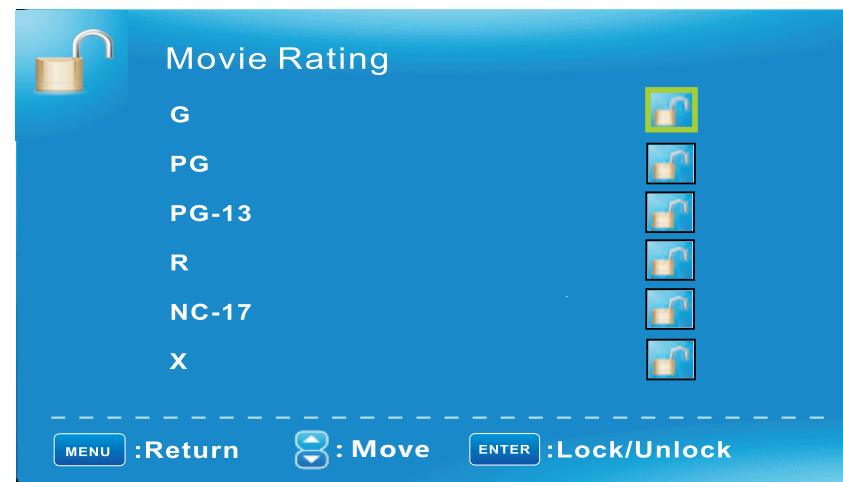 Movie Rating
G
PG
PG-13
R
NC-17
X
MENU :Return : Move ENTER :Lock/Unlock